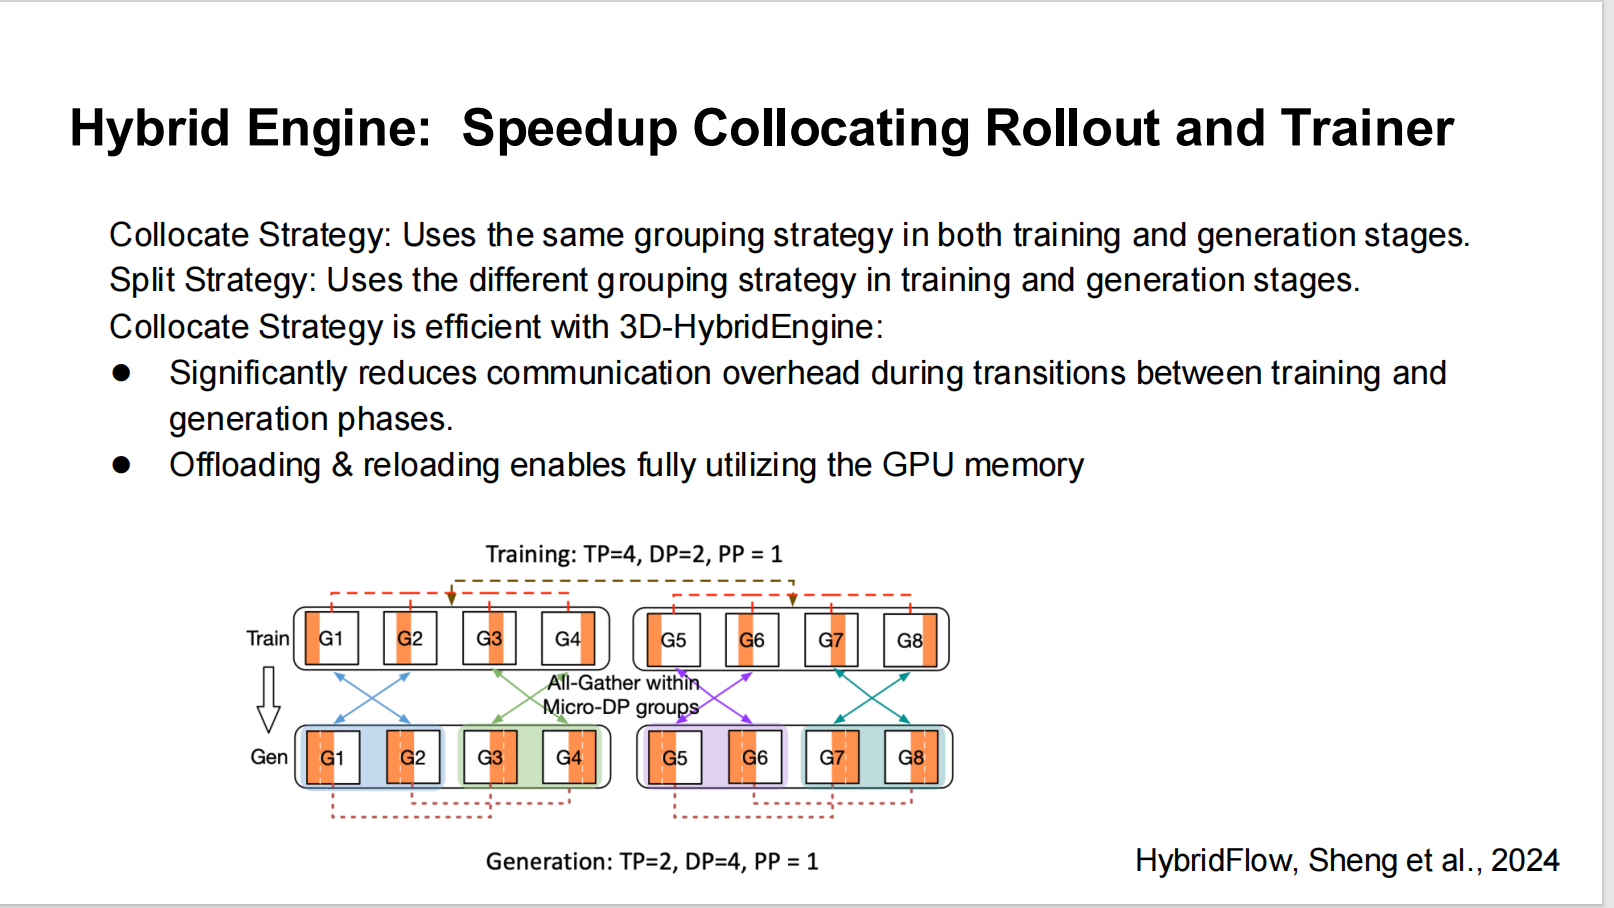 Hybrid Engine: Speedup Collocating Rollout and Trainer
Collocate Strategy: Uses the same grouping strategy in both training and generation stages.
Split Strategy: Uses the different grouping strategy in training and generation stages.
Collocate Strategy is efficient with 3D-HybridEngine:
● Significantly reduces communication overhead during transitions between training and
generation phases.
● Offloading & reloading enables fully utilizing the GPU memory
Training: TP=4, DP=2, PP = 1
Train G1 G2 G3 G4 G5 G6 G7 G8
All-Gather within
Micro-DP groups
Gen G1 G2 G3 G4 G5 G6 G7 G8
Generation: TP=2, DP=4, PP = 1
HybridFlow, Sheng et al., 2024